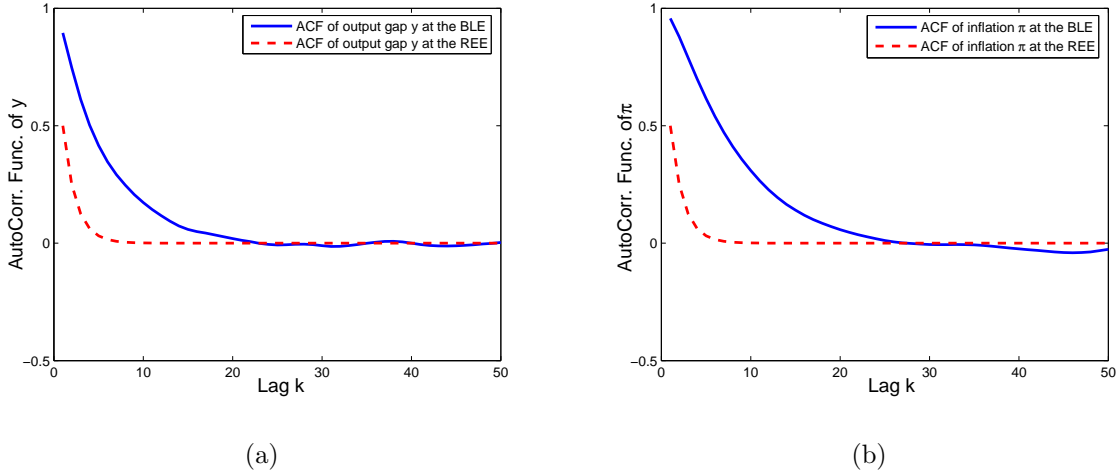 1
0.5
0
−0.5
AutoCorr. Func. of y
ACF of output gap y at the BLE
ACF of output gap y at the REE
0 10 20 30 40 50
Lag k
(a)
1
0.5
0
−0.5
AutoCorr. Func. of π
ACF of inflation π at the BLE
ACF of inflation π at the REE
0 10 20 30 40 50
Lag k
(b)